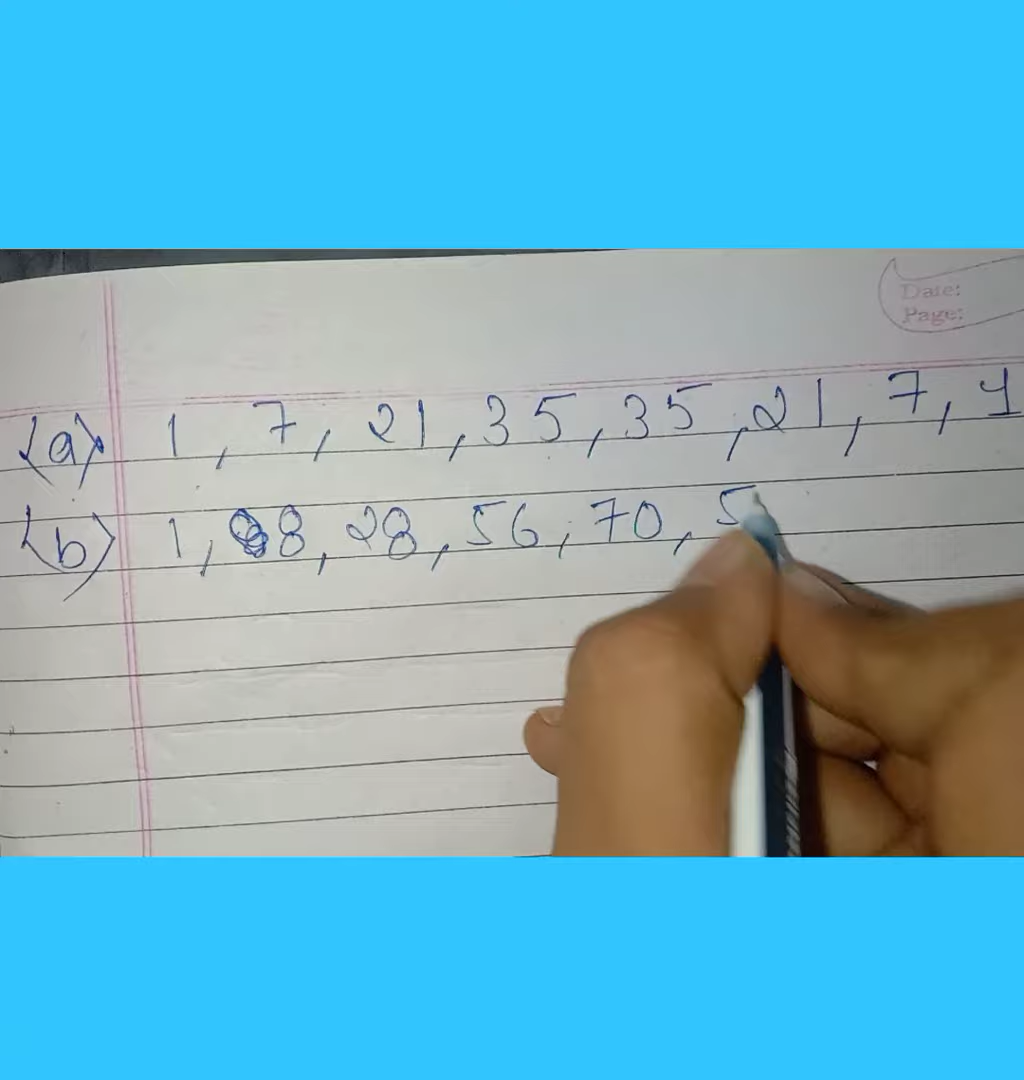 Date:
Page:
(a) 1, 7, 21, 35, 35, 21, 7, 1
(b) 1, 8, 28, 56, 70, 5